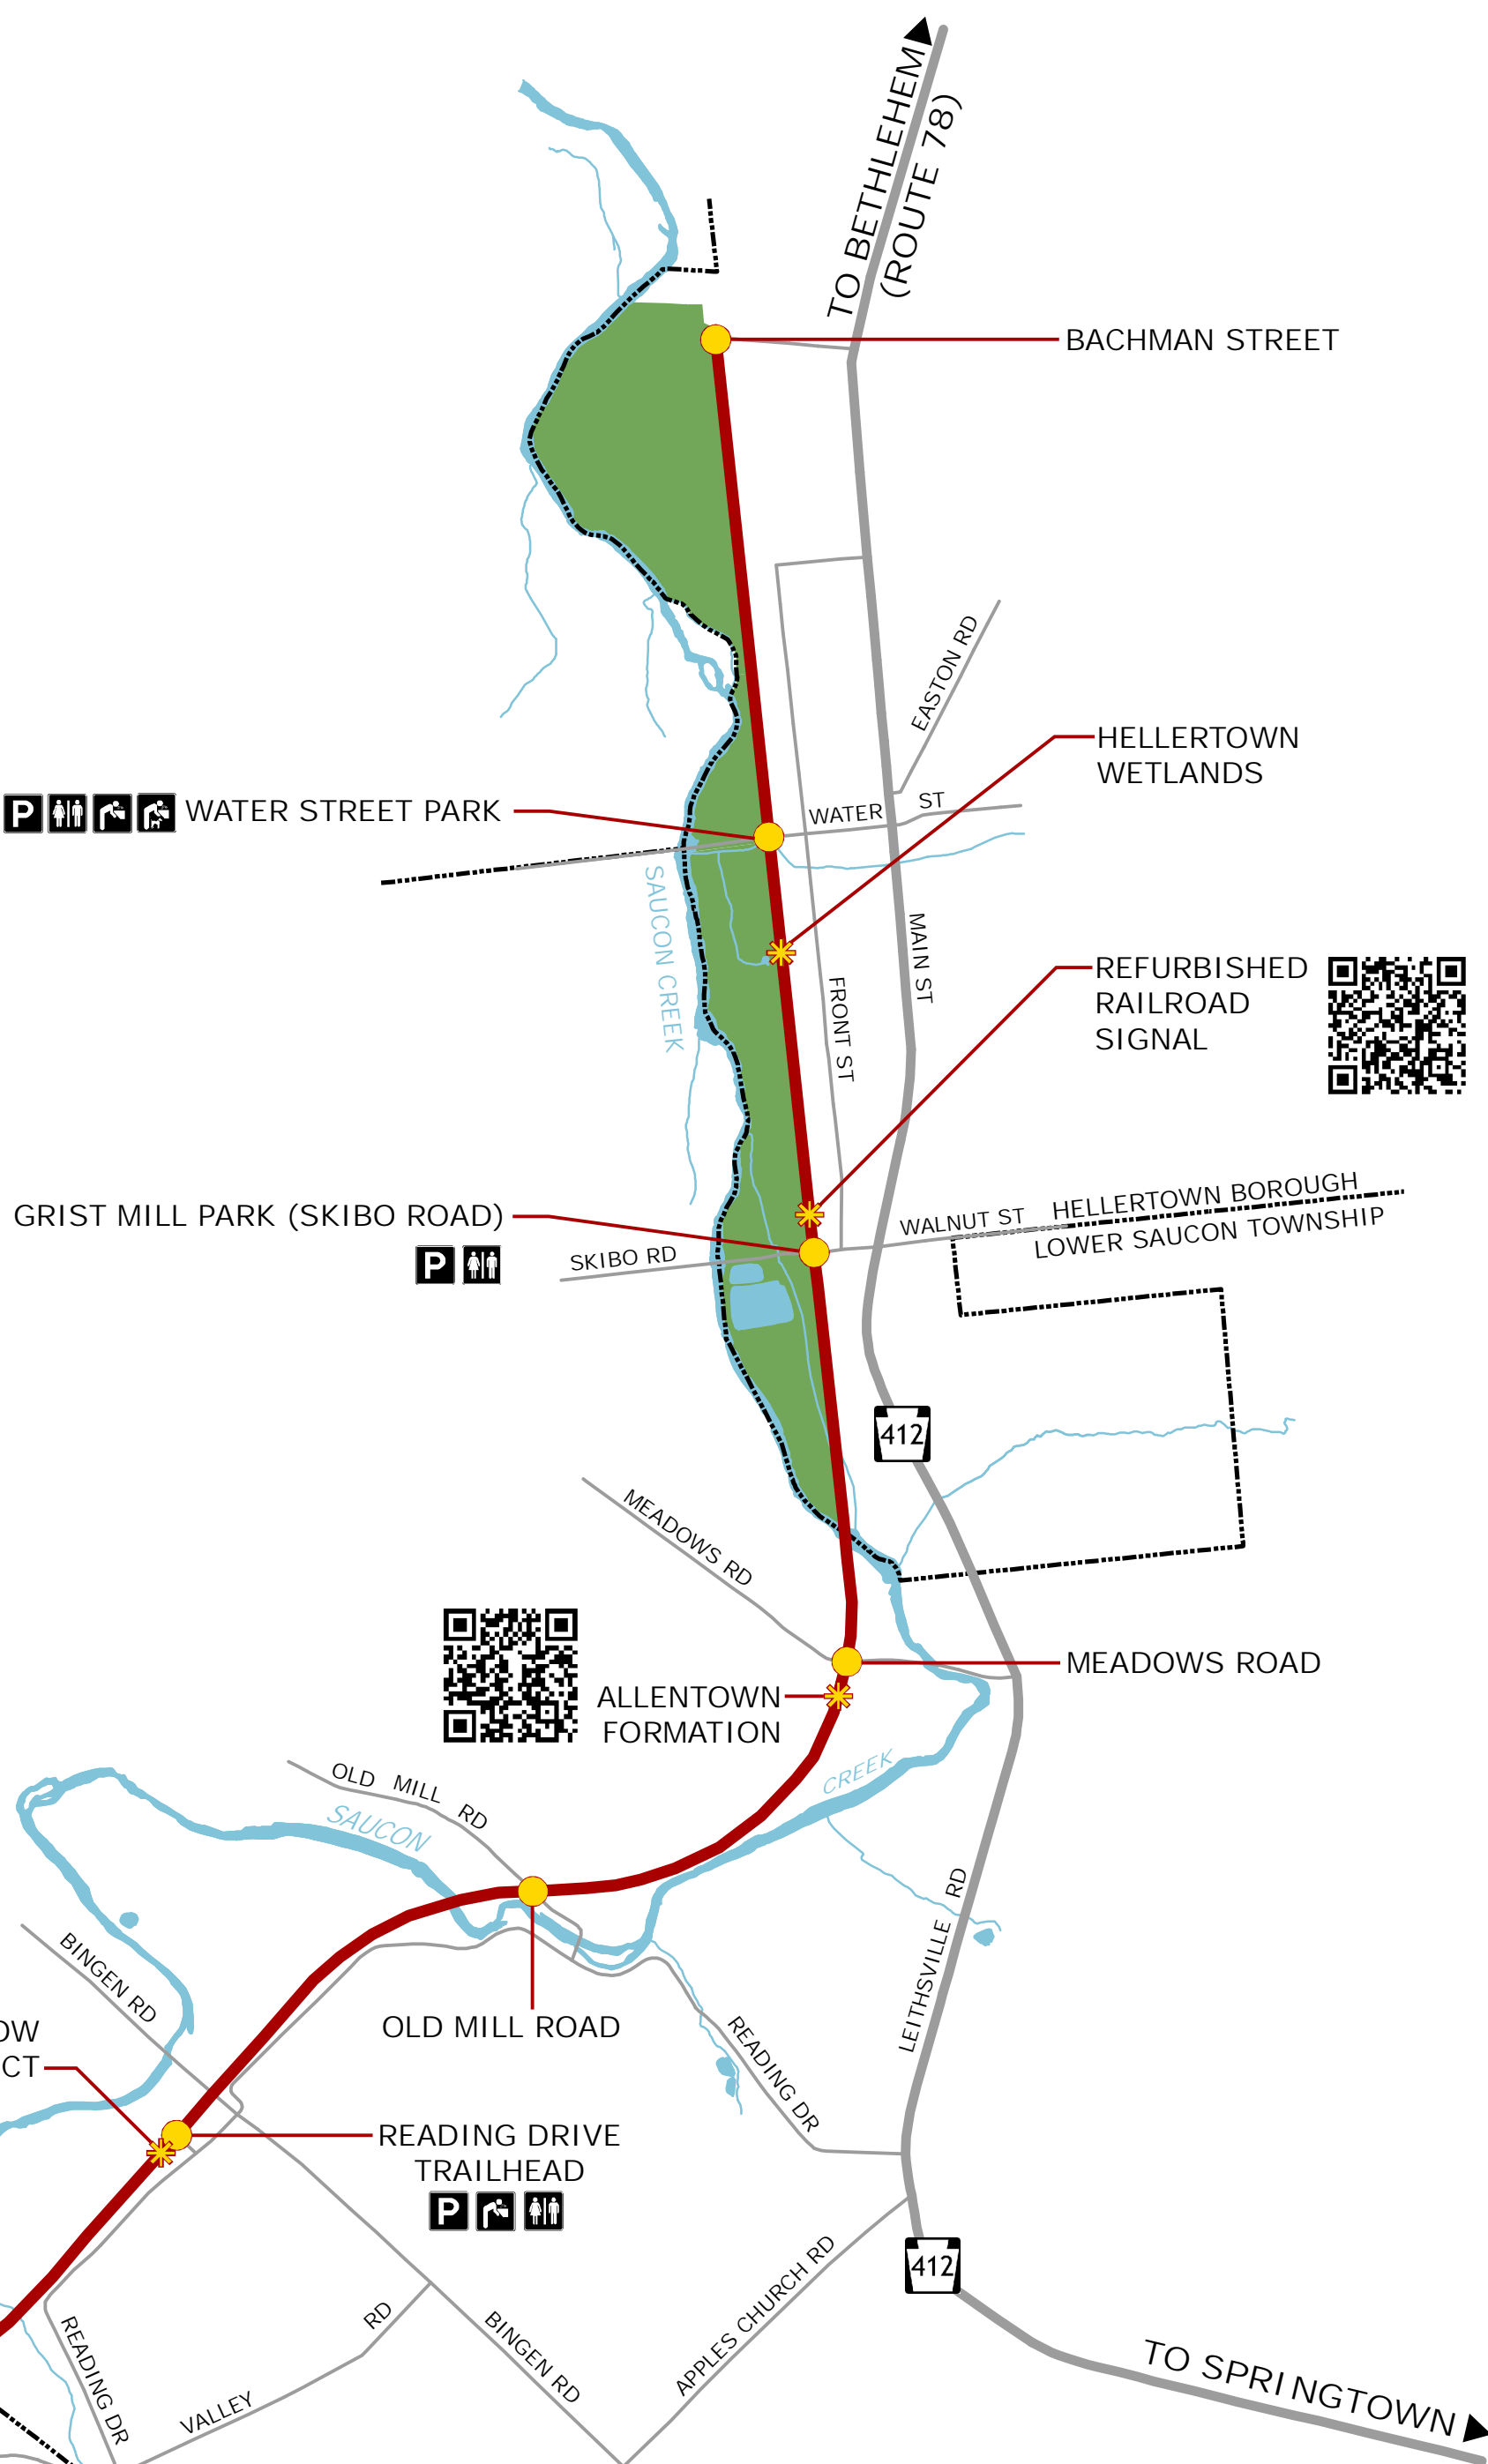 TO BETHLEHEM
(ROUTE 78)
BACHMAN STREET
EASTON RD
HELLERTOWN
WETLANDS
P WATER STREET PARK
WATER ST
SAUCON CREEK
MAIN ST
FRONT ST
REFURBISHED
RAILROAD
SIGNAL
GRIST MILL PARK (SKIBO ROAD)
P
SKIBO RD
WALNUT ST
HELLERTOWN BOROUGH
LOWER SAUCON TOWNSHIP
412
MEADOWS RD
MEADOWS ROAD
ALLENTOWN
FORMATION
OLD MILL RD
SAUCON
CREEK
LEITHSVILLE RD
BINGEN RD
OLD MILL ROAD
READING DR
OW
CT
READING DRIVE
TRAILHEAD
P
412
APPLES CHURCH RD
BINGEN RD
RD
VALLEY
READING DR
TO SPRINGTOWN